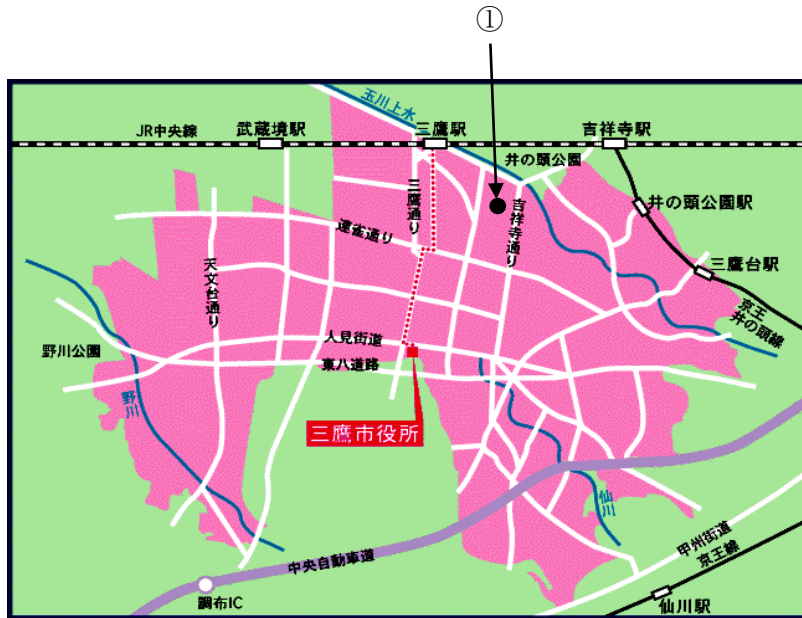 ①
玉川上水
JR中央線
武蔵境駅
三鷹駅
吉祥寺駅
井の頭公園
三鷹通り
吉祥寺通り
井の頭公園駅
連雀通り
三鷹台駅
天文台通り
京王
井の頭線
人見街道
野川公園
東八道路
野川
三鷹市役所
仙川
甲州街道
京王線
中央自動車道
調布IC
仙川駅